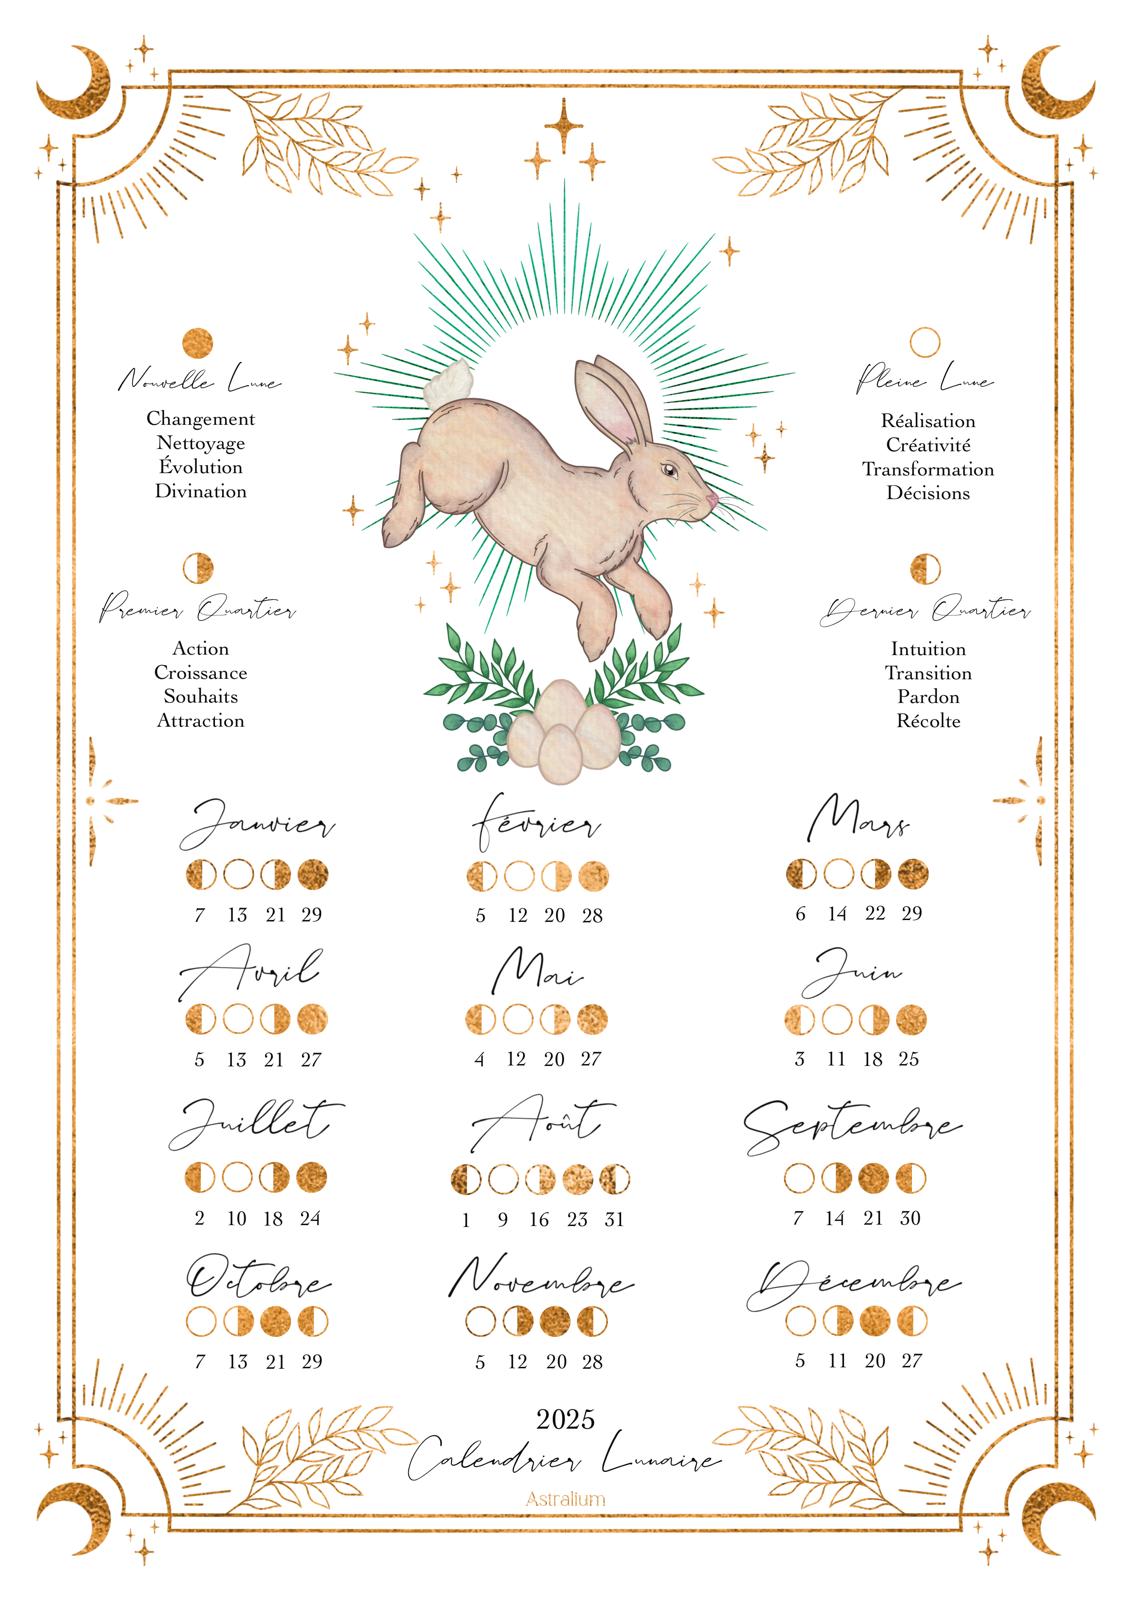 Nouvelle Lune
Changement
Nettoyage
Évolution
Divination
Pleine Lune
Réalisation
Créativité
Transformation
Décisions
Premier Quartier
Action
Croissance
Souhaits
Attraction
Dernier Quartier
Intuition
Transition
Pardon
Récolte
Janvier
7 13 21 29
Février
5 12 20 28
Mars
6 14 22 29
Avril
5 13 21 27
Mai
4 12 20 27
Juin
3 11 18 25
Juillet
2 10 18 24
Août
1 9 16 23 31
Septembre
7 14 21 30
Octobre
7 13 21 29
Novembre
5 12 20 28
Décembre
5 11 20 27
2025
Calendrier Lunaire
Astralium